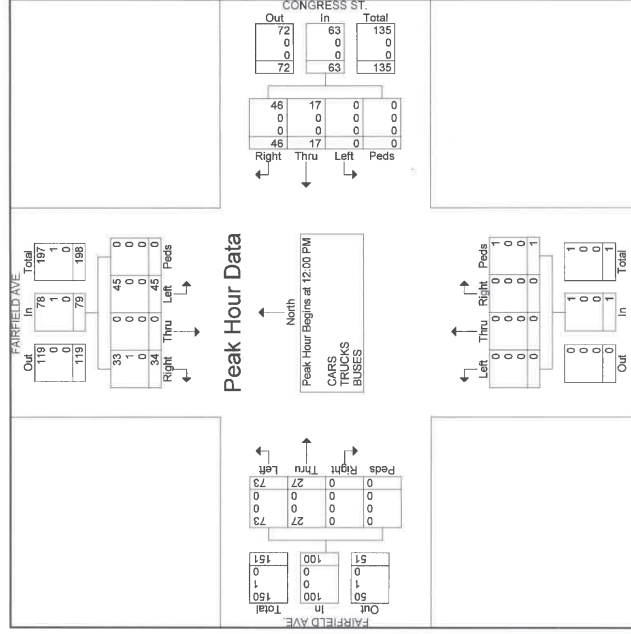 CONGRESS ST.
Out In Total
72 63 135
0 0 0
0 0 0
72 63 135
46 17 0 0
0 0 0 0
0 0 0 0
46 17 0 0
Right Thru Left Peds
FAIRFIELD AVE.
Out In Total
119 78 197
0 1 1
0 0 0
119 79 198
33 0 45 0
1 0 0 0
0 0 0 0
34 0 45 0
Right Thru Left Peds
Peak Hour Data
North
Peak Hour Begins at 12:00 PM
CARS
TRUCKS
BUSES
Left Thru Right Peds
0 0 0 1
0 0 0 0
0 0 0 0
0 0 0 1
Out In Total
0 1 1
0 0 0
0 0 0
0 1 1
Left Thru Right Peds
73 27 0 0
0 0 0 0
0 0 0 0
73 27 0 0
151 100 51
0 0 0
1 0 1
150 100 50
Total In Out
FAIRFIELD AVE.